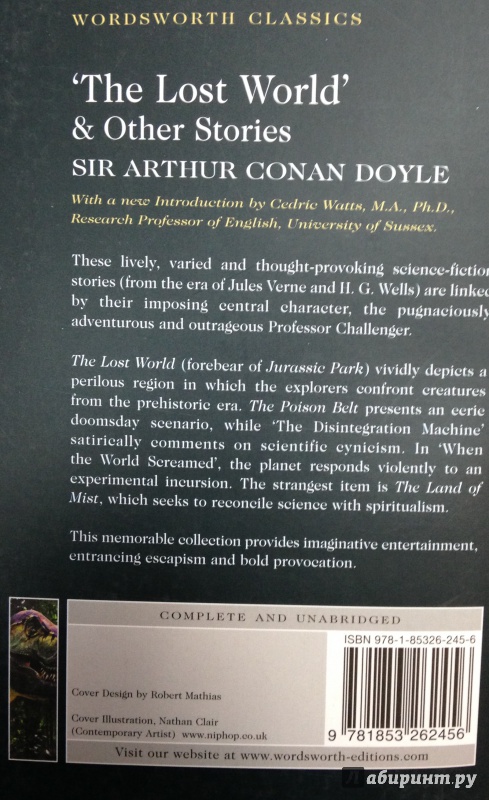 WORDSWORTH CLASSICS
‘The Lost World’
& Other Stories
SIR ARTHUR CONAN DOYLE
With a new Introduction by Cedric Watts, M.A., Ph.D.,
Research Professor of English, University of Sussex.
These lively, varied and thought-provoking science-fiction
stories (from the era of Jules Verne and H. G. Wells) are linked
by their imposing central character, the pugnaciously
adventurous and outrageous Professor Challenger.
The Lost World (forebear of Jurassic Park) vividly depicts a
perilous region in which the explorers confront creatures
from the prehistoric era. The Poison Belt presents an eerie
doomsday scenario, while ‘The Disintegration Machine’
satirically comments on scientific cynicism. In ‘When
the World Screamed’, the planet responds violently to an
experimental incursion. The strangest item is The Land of
Mist, which seeks to reconcile science with spiritualism.
This memorable collection provides imaginative entertainment,
entrancing escapism and bold provocation.
COMPLETE AND UNABRIDGED
ISBN 978-1-85326-245-6
Cover Design by Robert Mathias
Cover Illustration, Nathan Clair
(Contemporary Artist) www.niphop.co.uk
9 781853 262456
Visit our website at www.wordsworth-editions.com
Лабиринт.ру